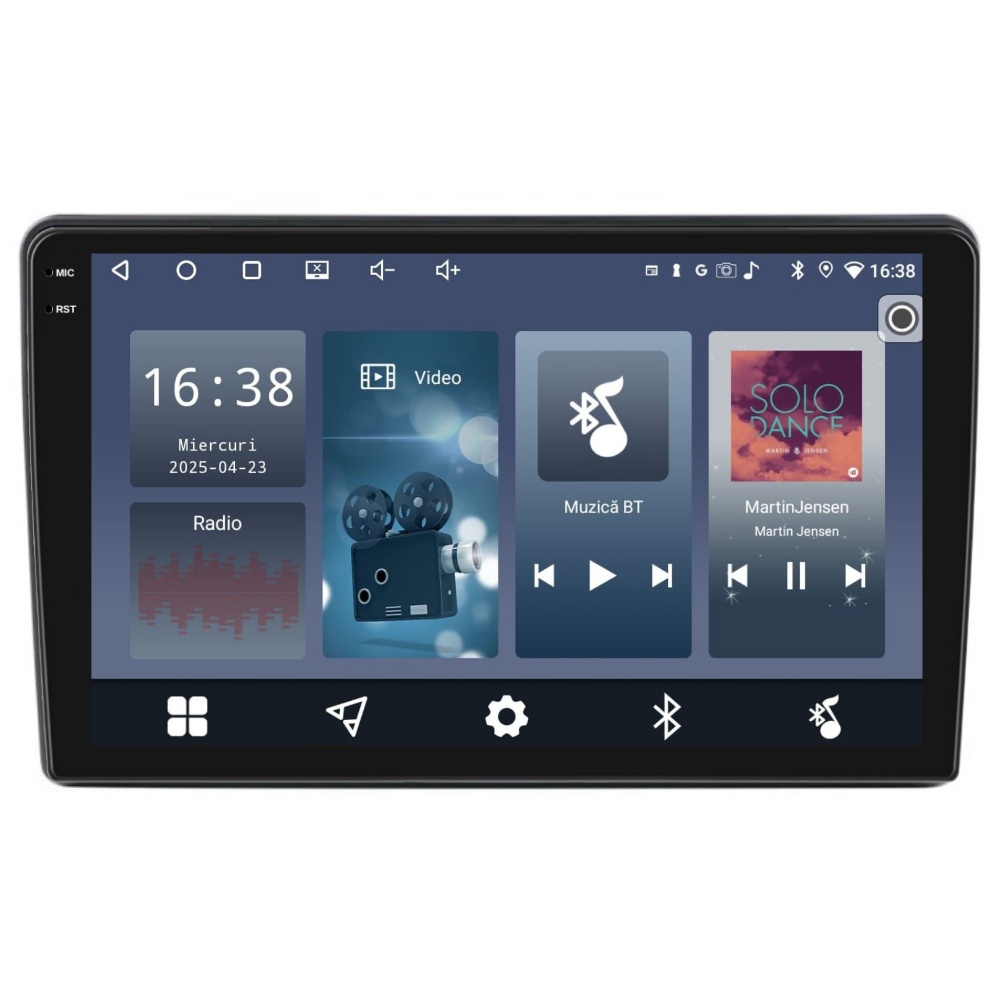 MIC
RST
G
16:38
16:38
Miercuri
2025-04-23
Radio
Video
Muzică BT
SOLO
DANCE
MARTIN JENSEN
MartinJensen
Martin Jensen